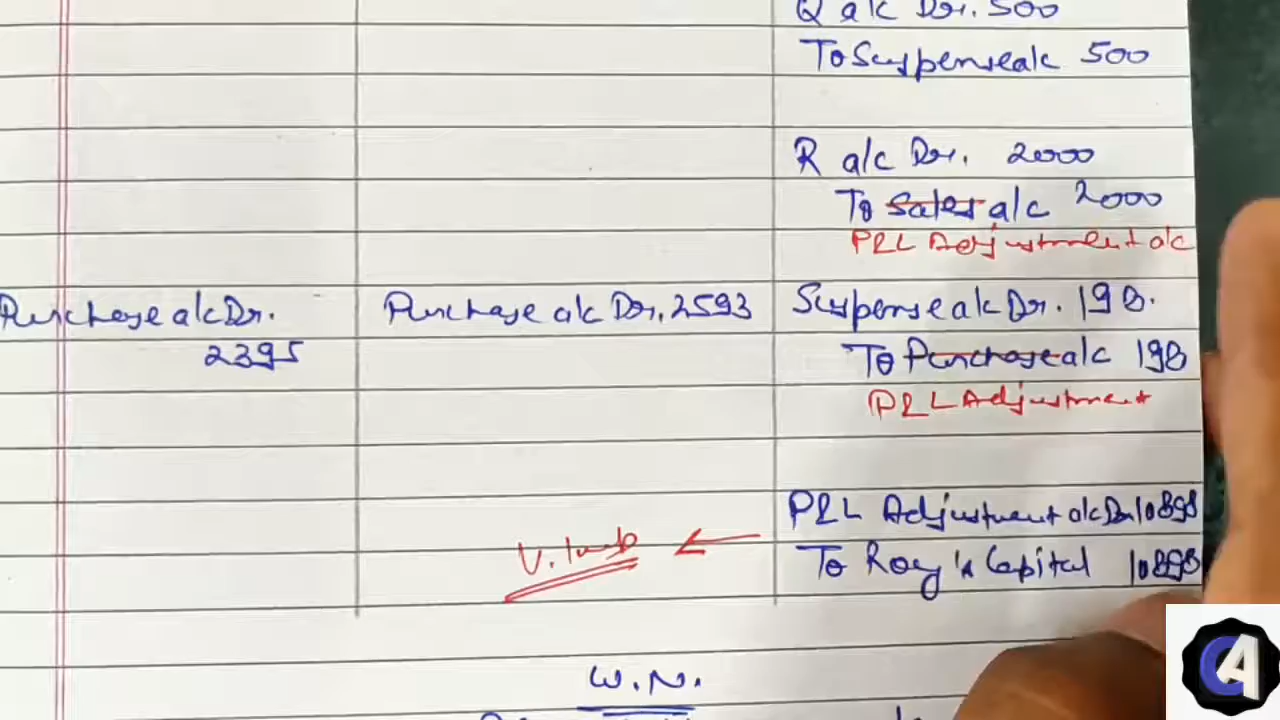 Q a/c Dr. 500
To Suspense a/c 500
R a/c Dr. 2000
To Sales a/c 2000
P&L Adjustment a/c
Purchase a/c Dr. 2395
Purchase a/c Dr. 2593
Suspense a/c Dr. 198.
To Purchase a/c 198
P&L Adjustment
P&L Adjustment a/c Dr. 10898
To Roy's Capital 10898
V. Imp
W.N.
CA